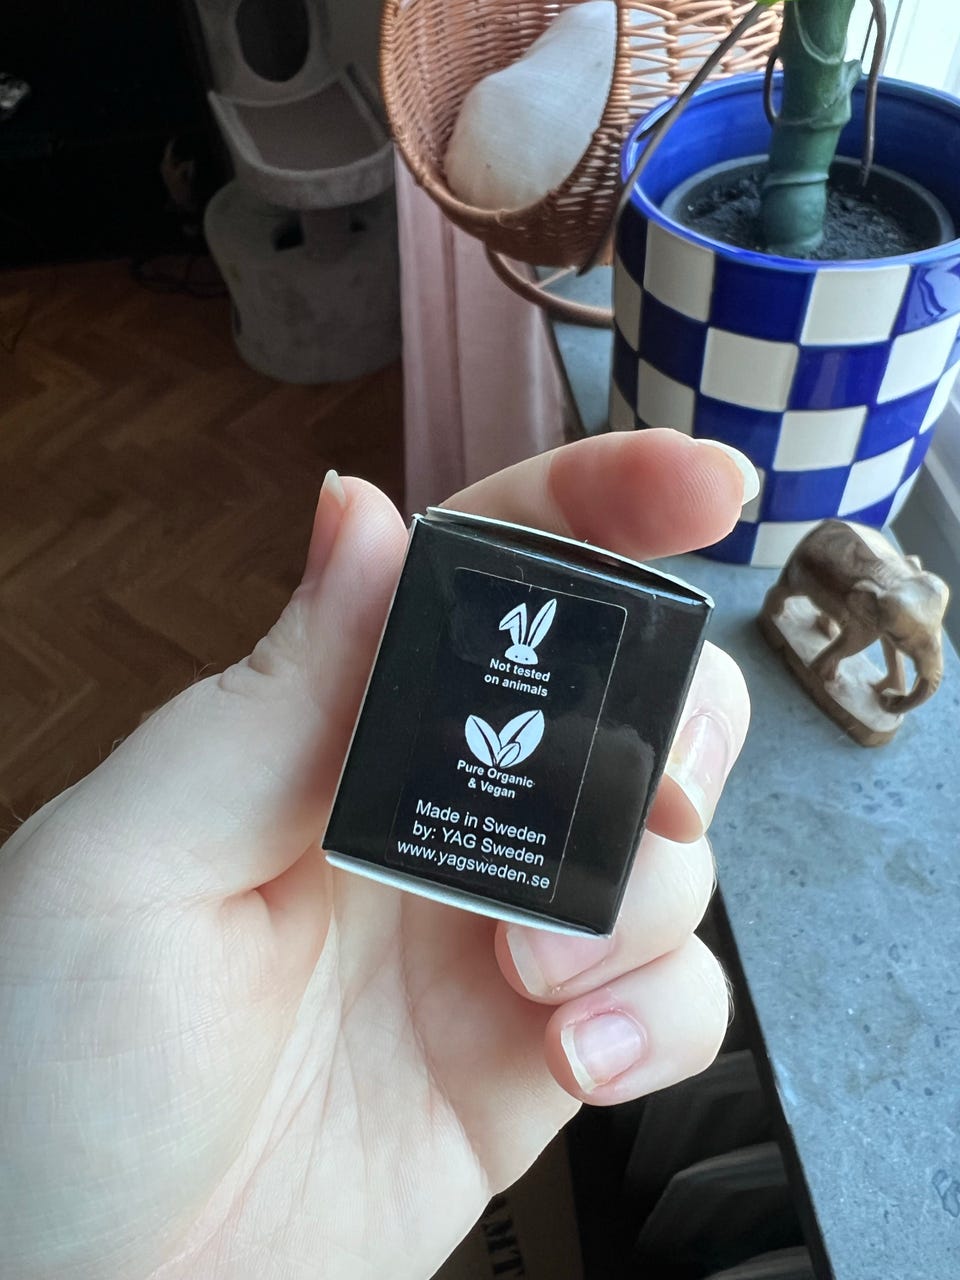 Not tested
on animals
Pure Organic
& Vegan
Made in Sweden
by: YAG Sweden
www.yagsweden.se